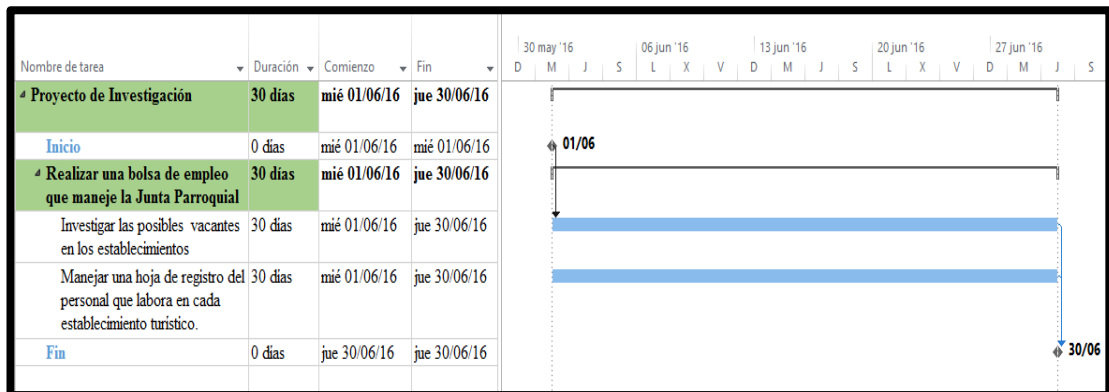 30 may '16 06 jun '16 13 jun '16 20 jun '16 27 jun '16
Nombre de tarea Duración Comienzo Fin D M J S L X V D M J S L X V D M J S
Proyecto de Investigación 30 días mié 01/06/16 jue 30/06/16
Inicio 0 días mié 01/06/16 mié 01/06/16 01/06
Realizar una bolsa de empleo 30 días mié 01/06/16 jue 30/06/16
que maneje la Junta Parroquial
Investigar las posibles vacantes 30 días mié 01/06/16 jue 30/06/16
en los establecimientos
Manejar una hoja de registro del 30 días mié 01/06/16 jue 30/06/16
personal que labora en cada
establecimiento turístico.
Fin 0 días jue 30/06/16 jue 30/06/16 30/06